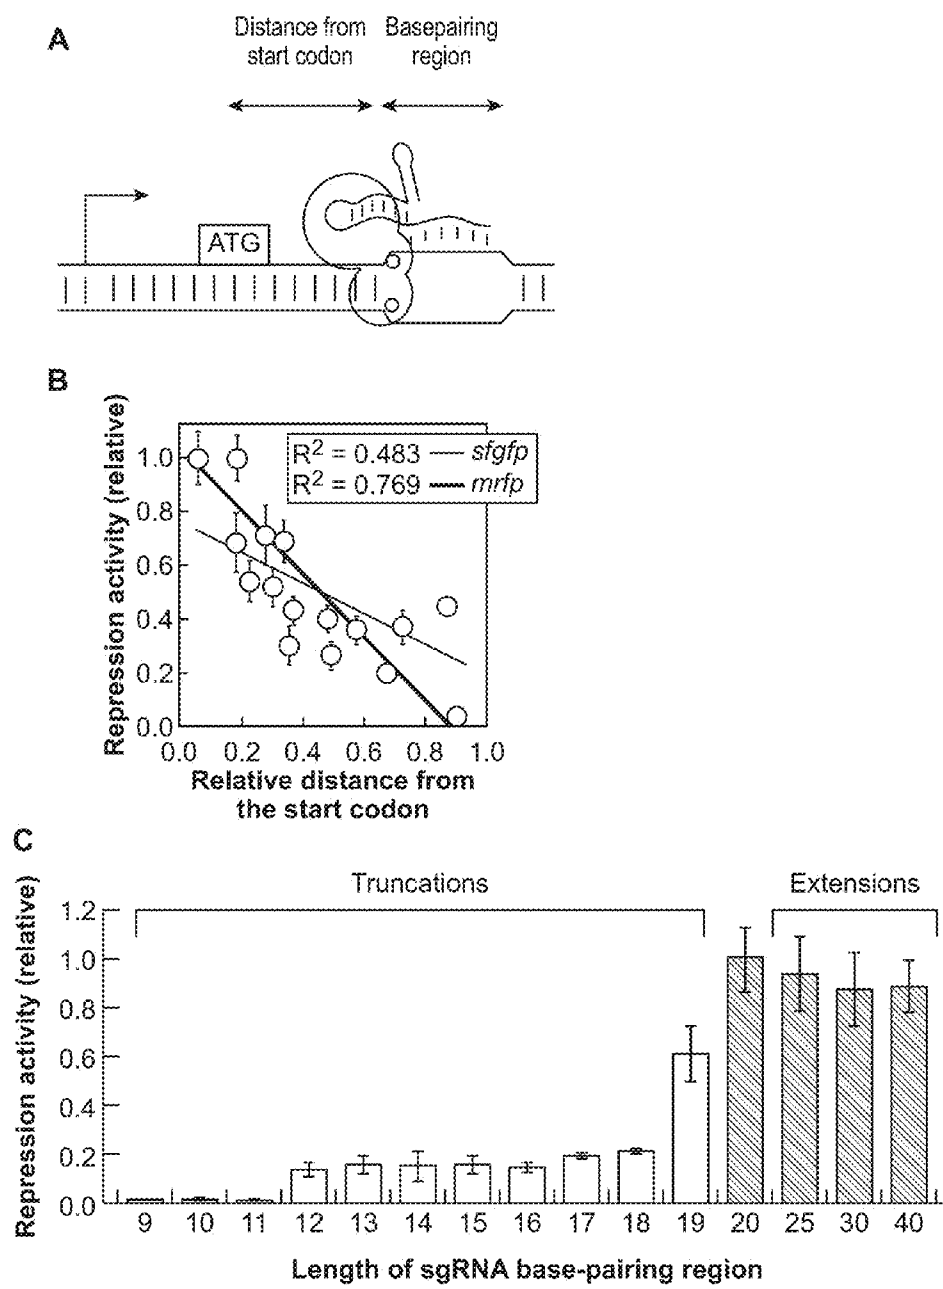 A
Distance from
start codon
Basepairing
region
ATG
B
Repression activity (relative)
1.0
0.8
0.6
0.4
0.2
0.0
R² = 0.483 sfgfp
R² = 0.769 mrfp
0.0 0.2 0.4 0.6 0.8 1.0
Relative distance from
the start codon
C
Truncations Extensions
Repression activity (relative)
1.2
1.0
0.8
0.6
0.4
0.2
0.0
9 10 11 12 13 14 15 16 17 18 19 20 25 30 40
Length of sgRNA base-pairing region